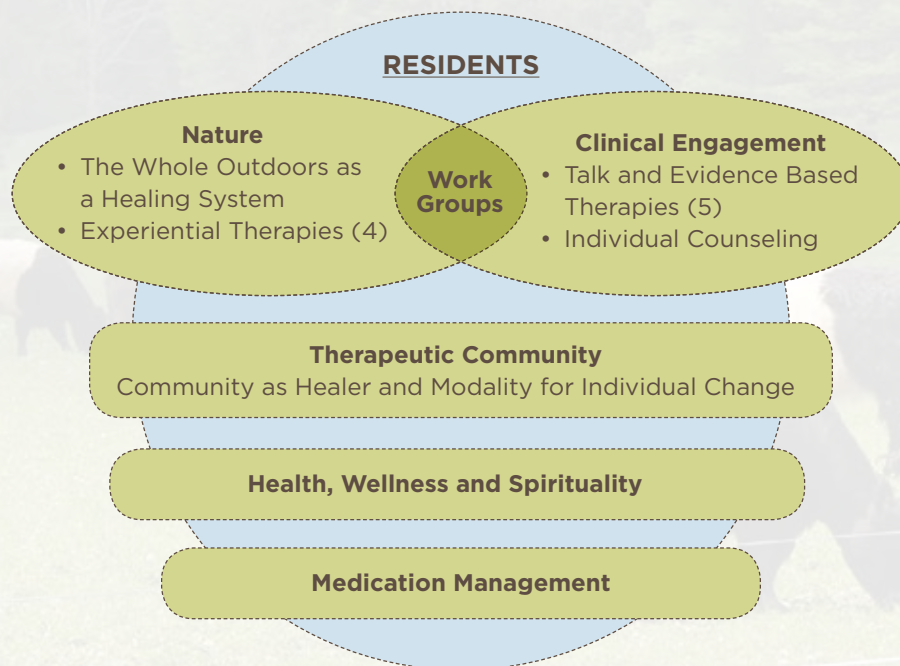 RESIDENTS
Nature
• The Whole Outdoors as
a Healing System
• Experiential Therapies (4)
Work
Groups
Clinical Engagement
• Talk and Evidence Based
Therapies (5)
• Individual Counseling
Therapeutic Community
Community as Healer and Modality for Individual Change
Health, Wellness and Spirituality
Medication Management